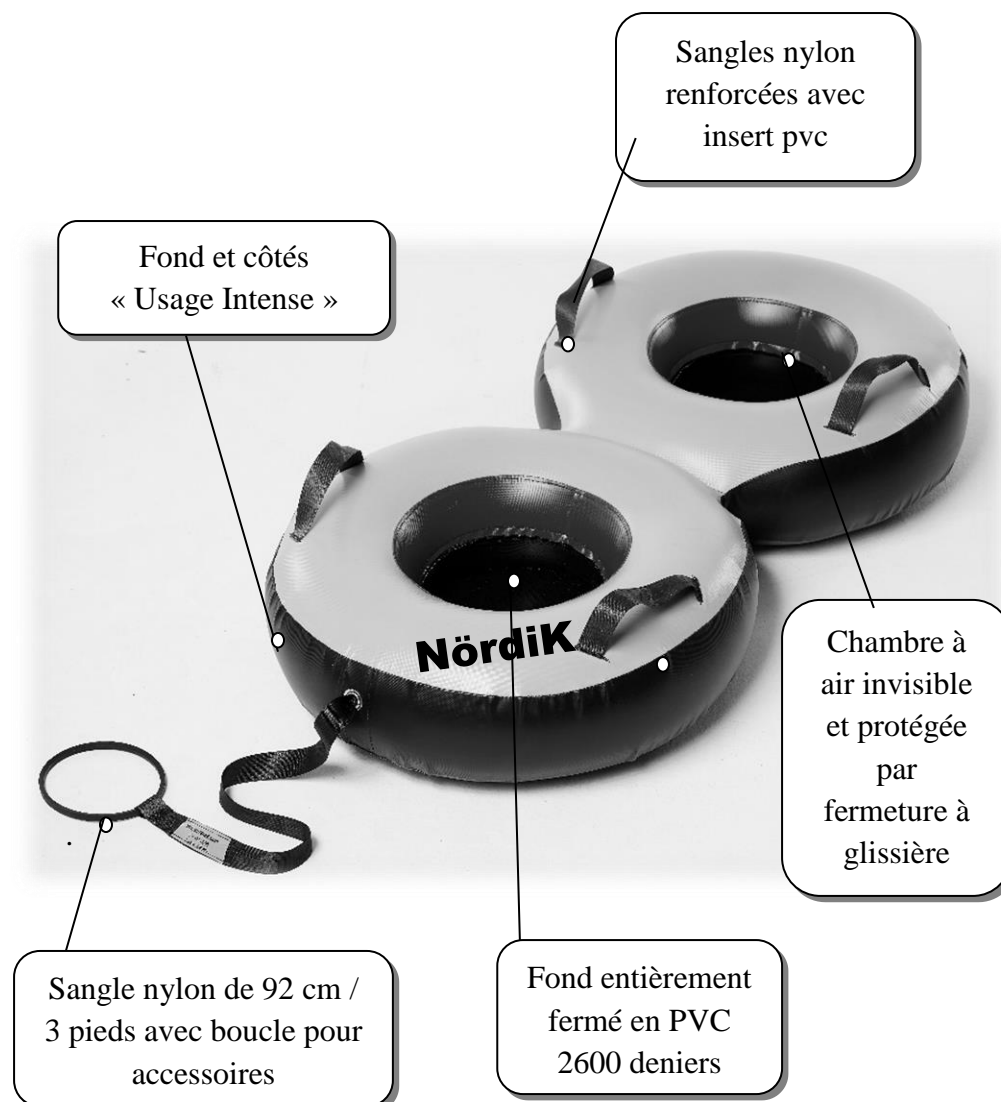 Sangles nylon
renforcées avec
insert pvc
Fond et côtés
« Usage Intense »
NördiK
Chambre à
air invisible
et protégée
par
fermeture à
glissière
Sangle nylon de 92 cm /
3 pieds avec boucle pour
accessoires
Fond entièrement
fermé en PVC
2600 deniers